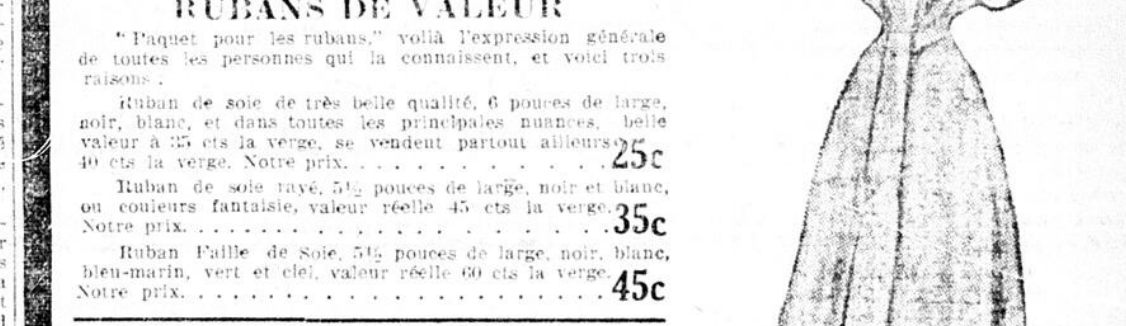 RUBANS DE VALEUR
"Paquet pour les rubans," voilà l'expression générale
de toutes les personnes qui la connaissent, et voici trois
raisons :
Ruban de soie de très belle qualité, 6 pouces de large,
noir, blanc, et dans toutes les principales nuances, belle
valeur à 35 cts la verge, se vendent partout ailleurs
40 cts la verge. Notre prix. . . . . . . . . . . . 25c
Ruban de soie rayé, 5½ pouces de large, noir et blanc,
ou couleurs fantaisie, valeur réelle 45 cts la verge.
Notre prix. . . . . . . . . . . . . . . . . . 35c
Ruban Faille de Soie, 5½ pouces de large, noir, blanc,
bleu-marin, vert et ciel, valeur réelle 60 cts la verge.
Notre prix. . . . . . . . . . . . . . . . . . 45c